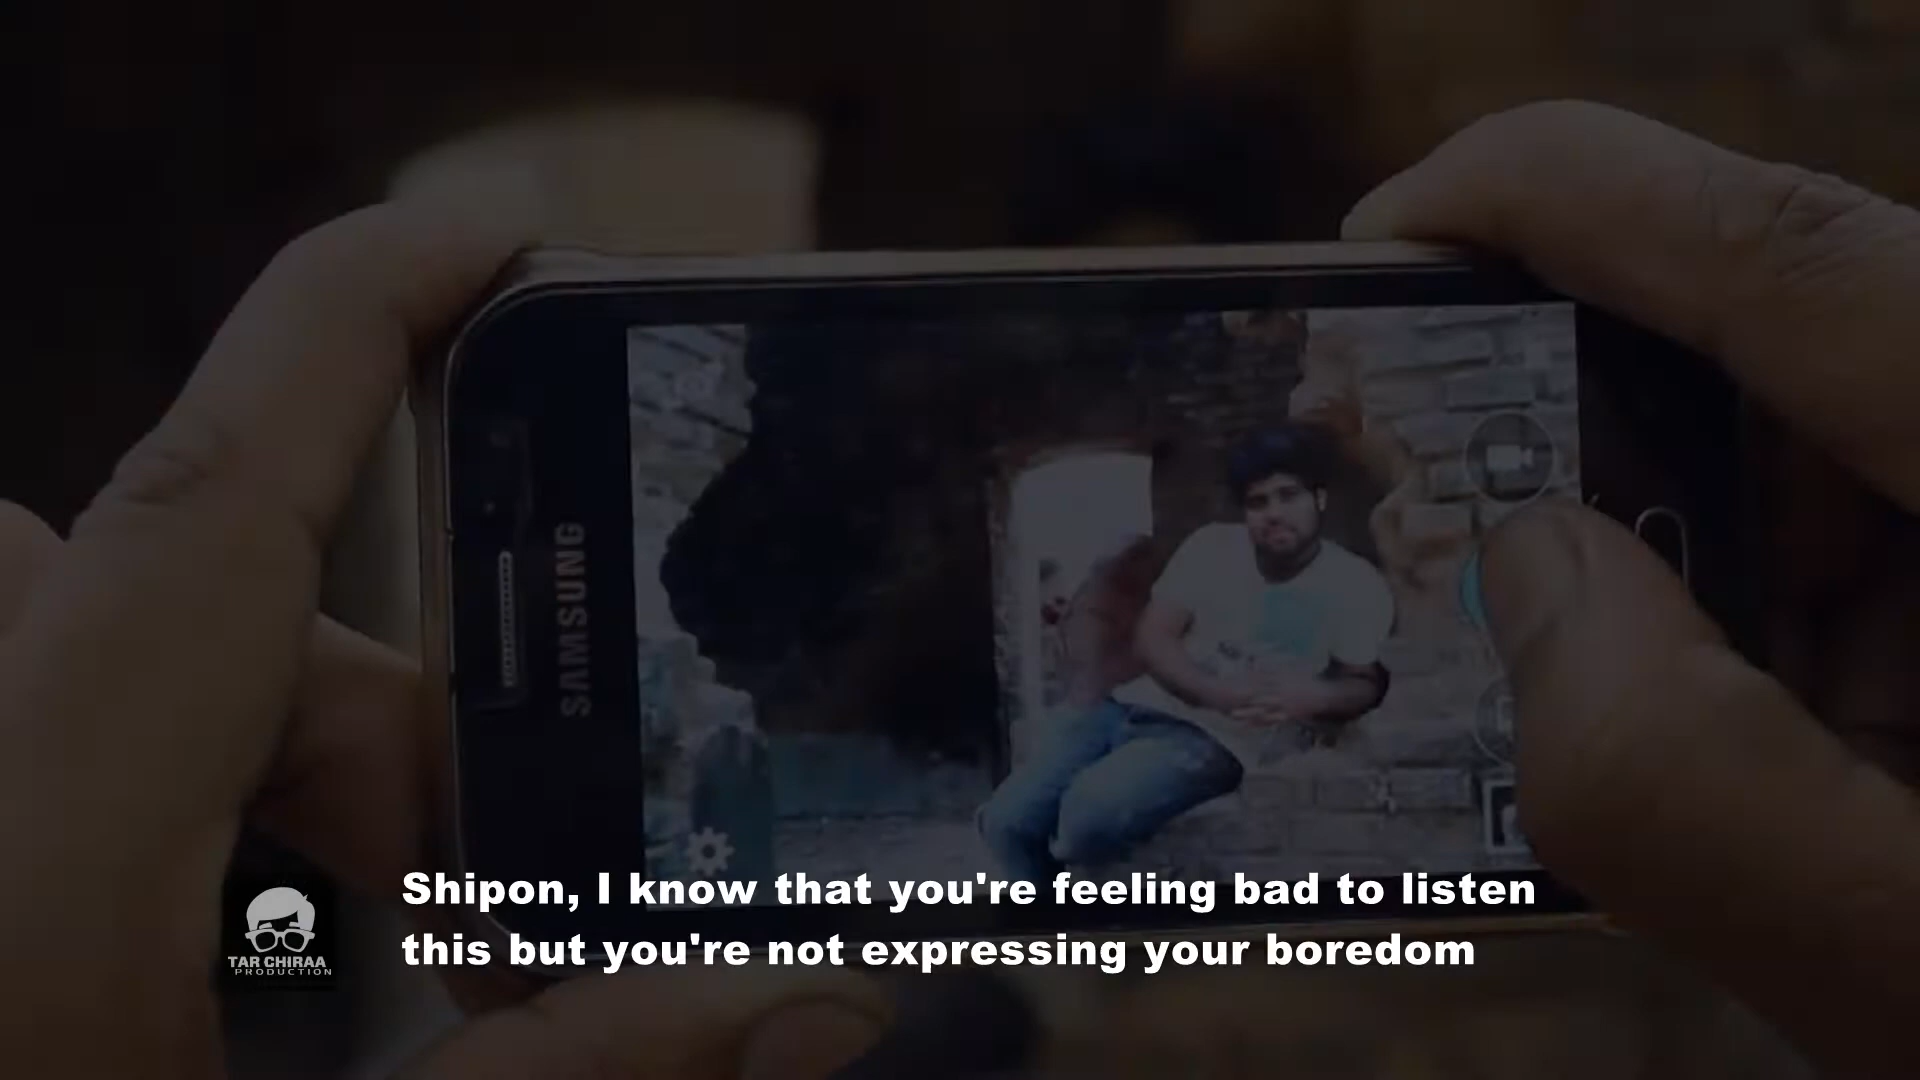 SAMSUNG
Shipon, I know that you're feeling bad to listen
this but you're not expressing your boredom
TAR CHIRAA
PRODUCTION